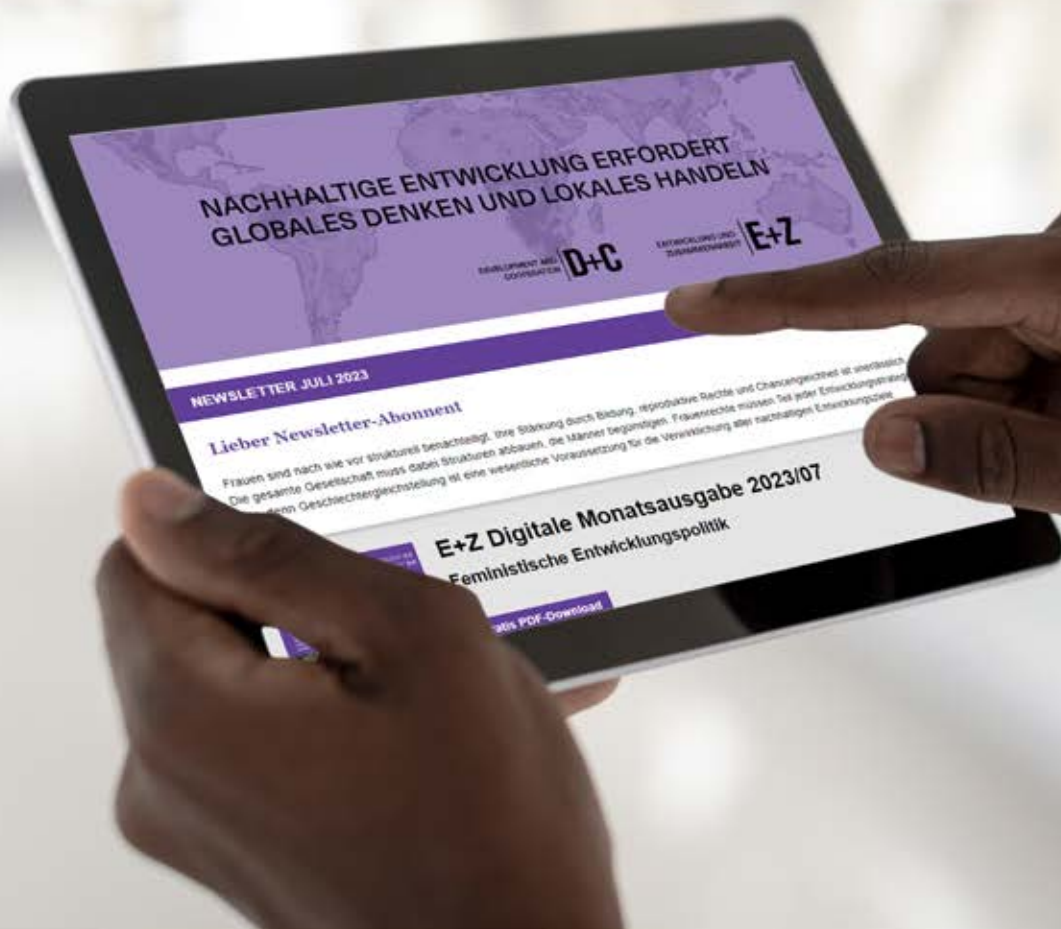 NACHHALTIGE ENTWICKLUNG ERFORDERT
GLOBALES DENKEN UND LOKALES HANDELN
DEVELOPMENT AND
COOPERATION
D+C
ENTWICKLUNG UND
ZUSAMMENARBEIT
E+Z
NEWSLETTER JULI 2023
Lieber Newsletter-Abonnent
Frauen sind nach wie vor strukturell benachteiligt. Ihre Stärkung durch Bildung, reproduktive Rechte und Chancengleichheit ist unerlässlich
Die gesamte Gesellschaft muss dabei Strukturen abbauen, die Männer begünstigen. Frauenrechte müssen Teil jeder
denn Geschlechtergleichstellung ist eine wesentliche Voraussetzung für die Verwirklichung aller nachhaltigen Entwicklungsziele
E+Z Digitale Monatsausgabe 2023/07
Feministische Entwicklungspolitik
PDF-Download